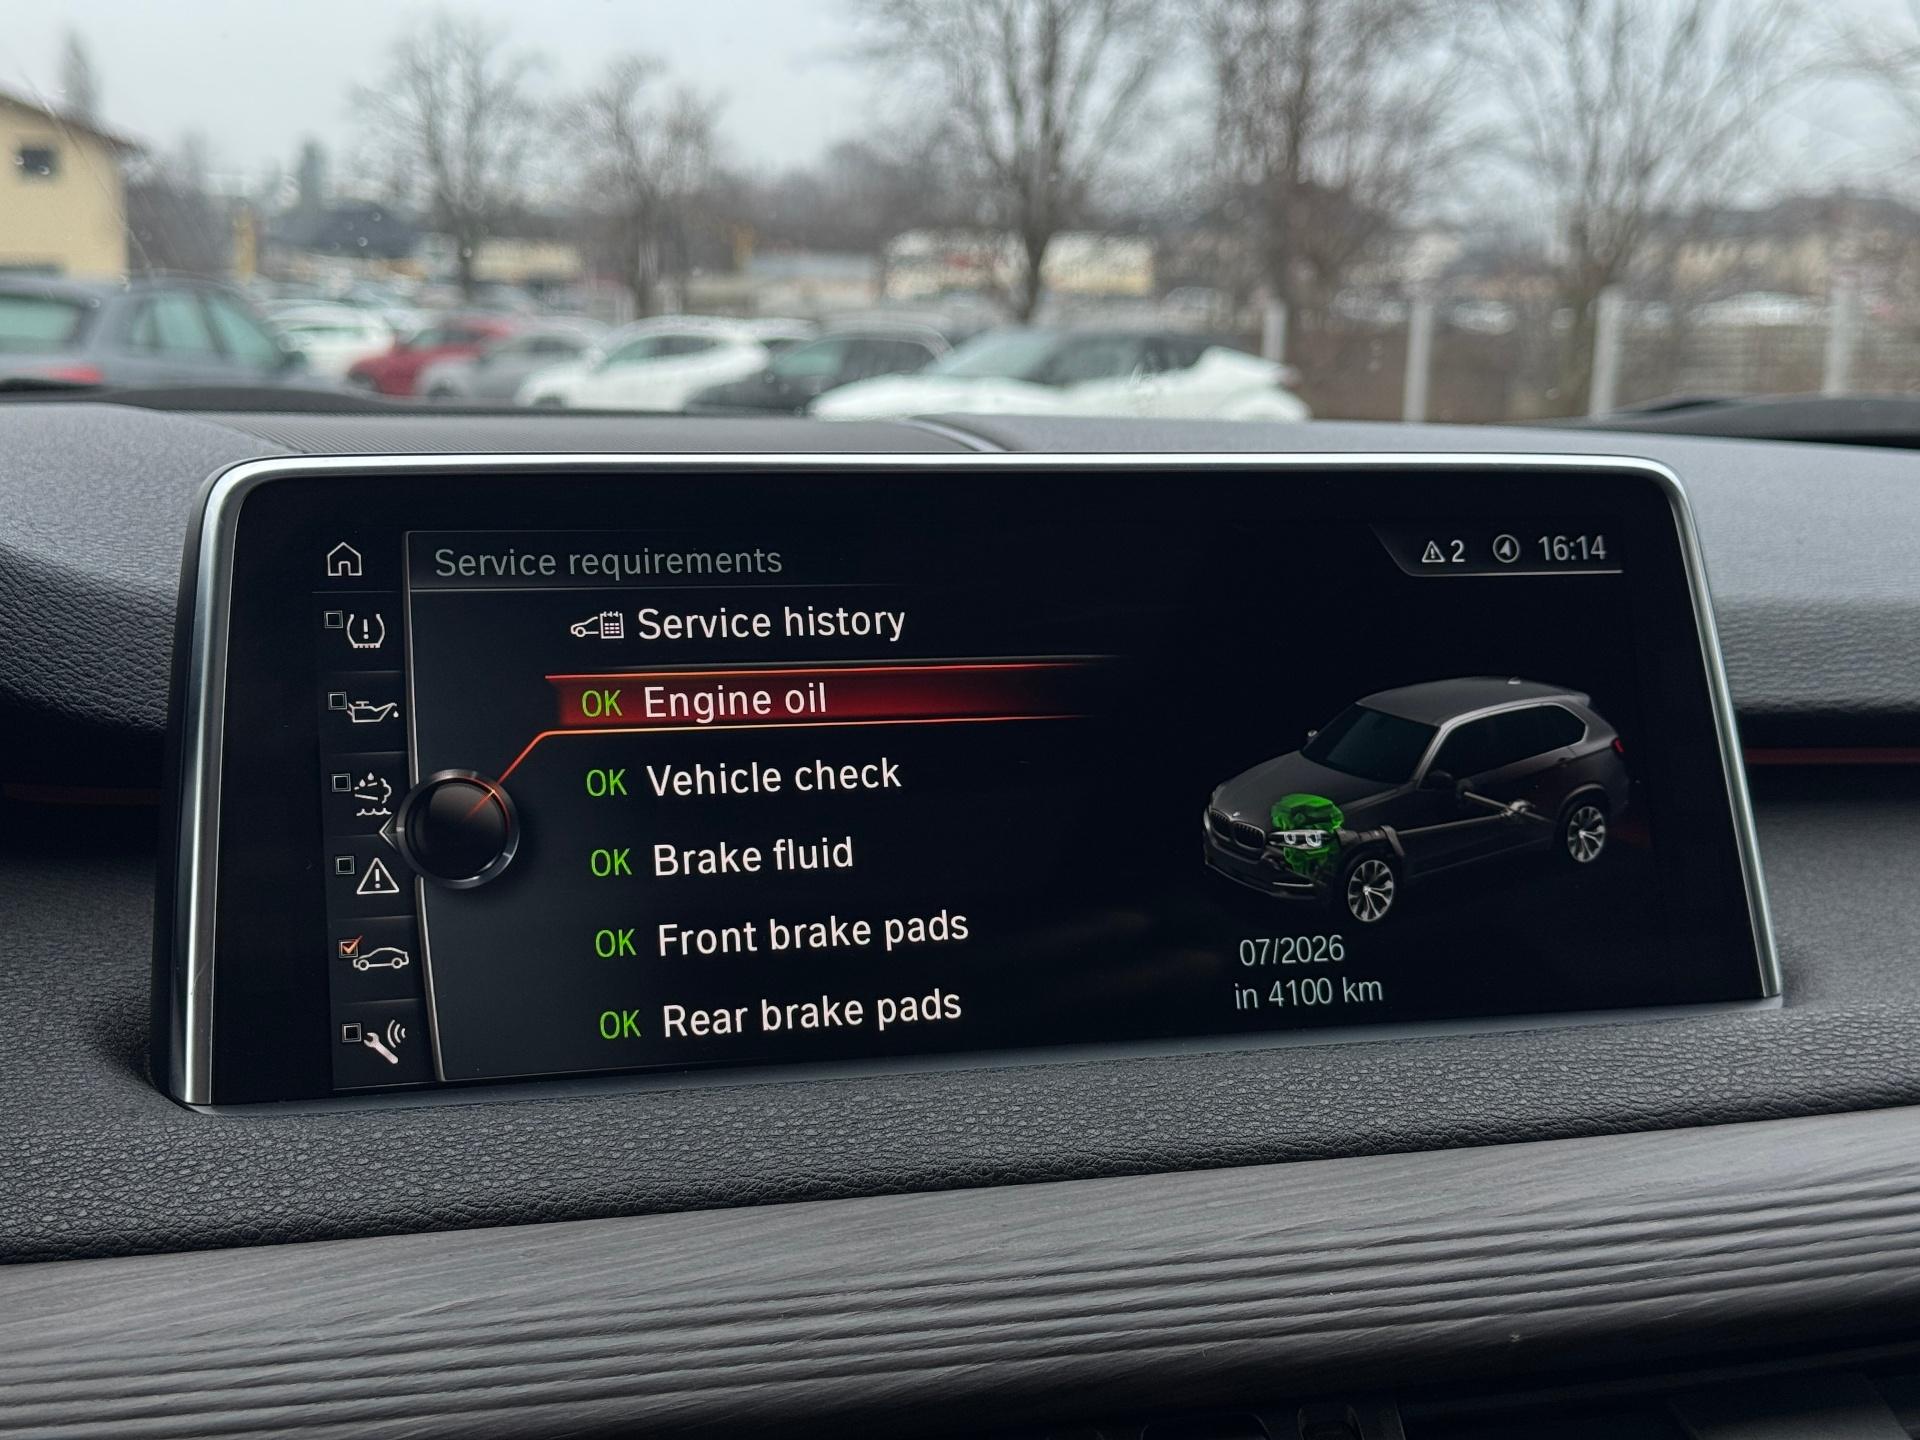 Service requirements
2 16:14
Service history
OK Engine oil
OK Vehicle check
OK Brake fluid
OK Front brake pads
OK Rear brake pads
07/2026
in 4100 km